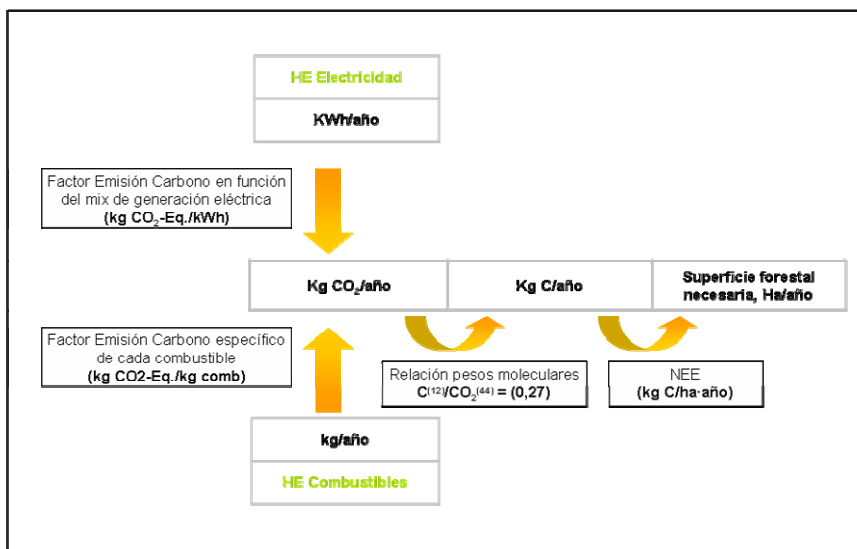 HE Electricidad
KWh/año
Factor Emisión Carbono en función
del mix de generación eléctrica
(kg CO₂-Eq./kWh)
Kg CO₂/año
Kg C/año
Superficie forestal
necesaria, Ha/año
Factor Emisión Carbono específico
de cada combustible
(kg CO2-Eq./kg comb)
Relación pesos moleculares
C⁽¹²⁾/CO₂⁽⁴⁴⁾ = (0,27)
NEE
(kg C/ha·año)
kg/año
HE Combustibles